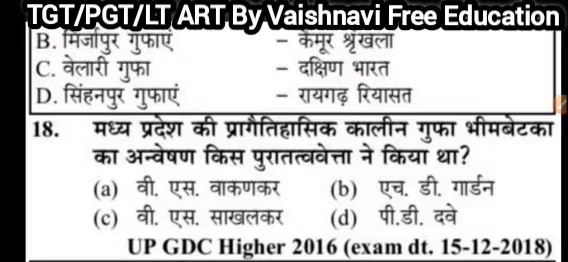 TGT/PGT/LT ART By Vaishnavi Free Education
B. मिर्जापुर गुफाएं – कैमूर श्रृंखला
C. वेलारी गुफा – दक्षिण भारत
D. सिंहनपुर गुफाएं – रायगढ़ रियासत
18. मध्य प्रदेश की प्रागैतिहासिक कालीन गुफा भीमबेटका
का अन्वेषण किस पुरातत्ववेत्ता ने किया था?
(a) वी. एस. वाकणकर (b) एच. डी. गार्डन
(c) वी. एस. साखलकर (d) पी.डी. दवे
UP GDC Higher 2016 (exam dt. 15-12-2018)